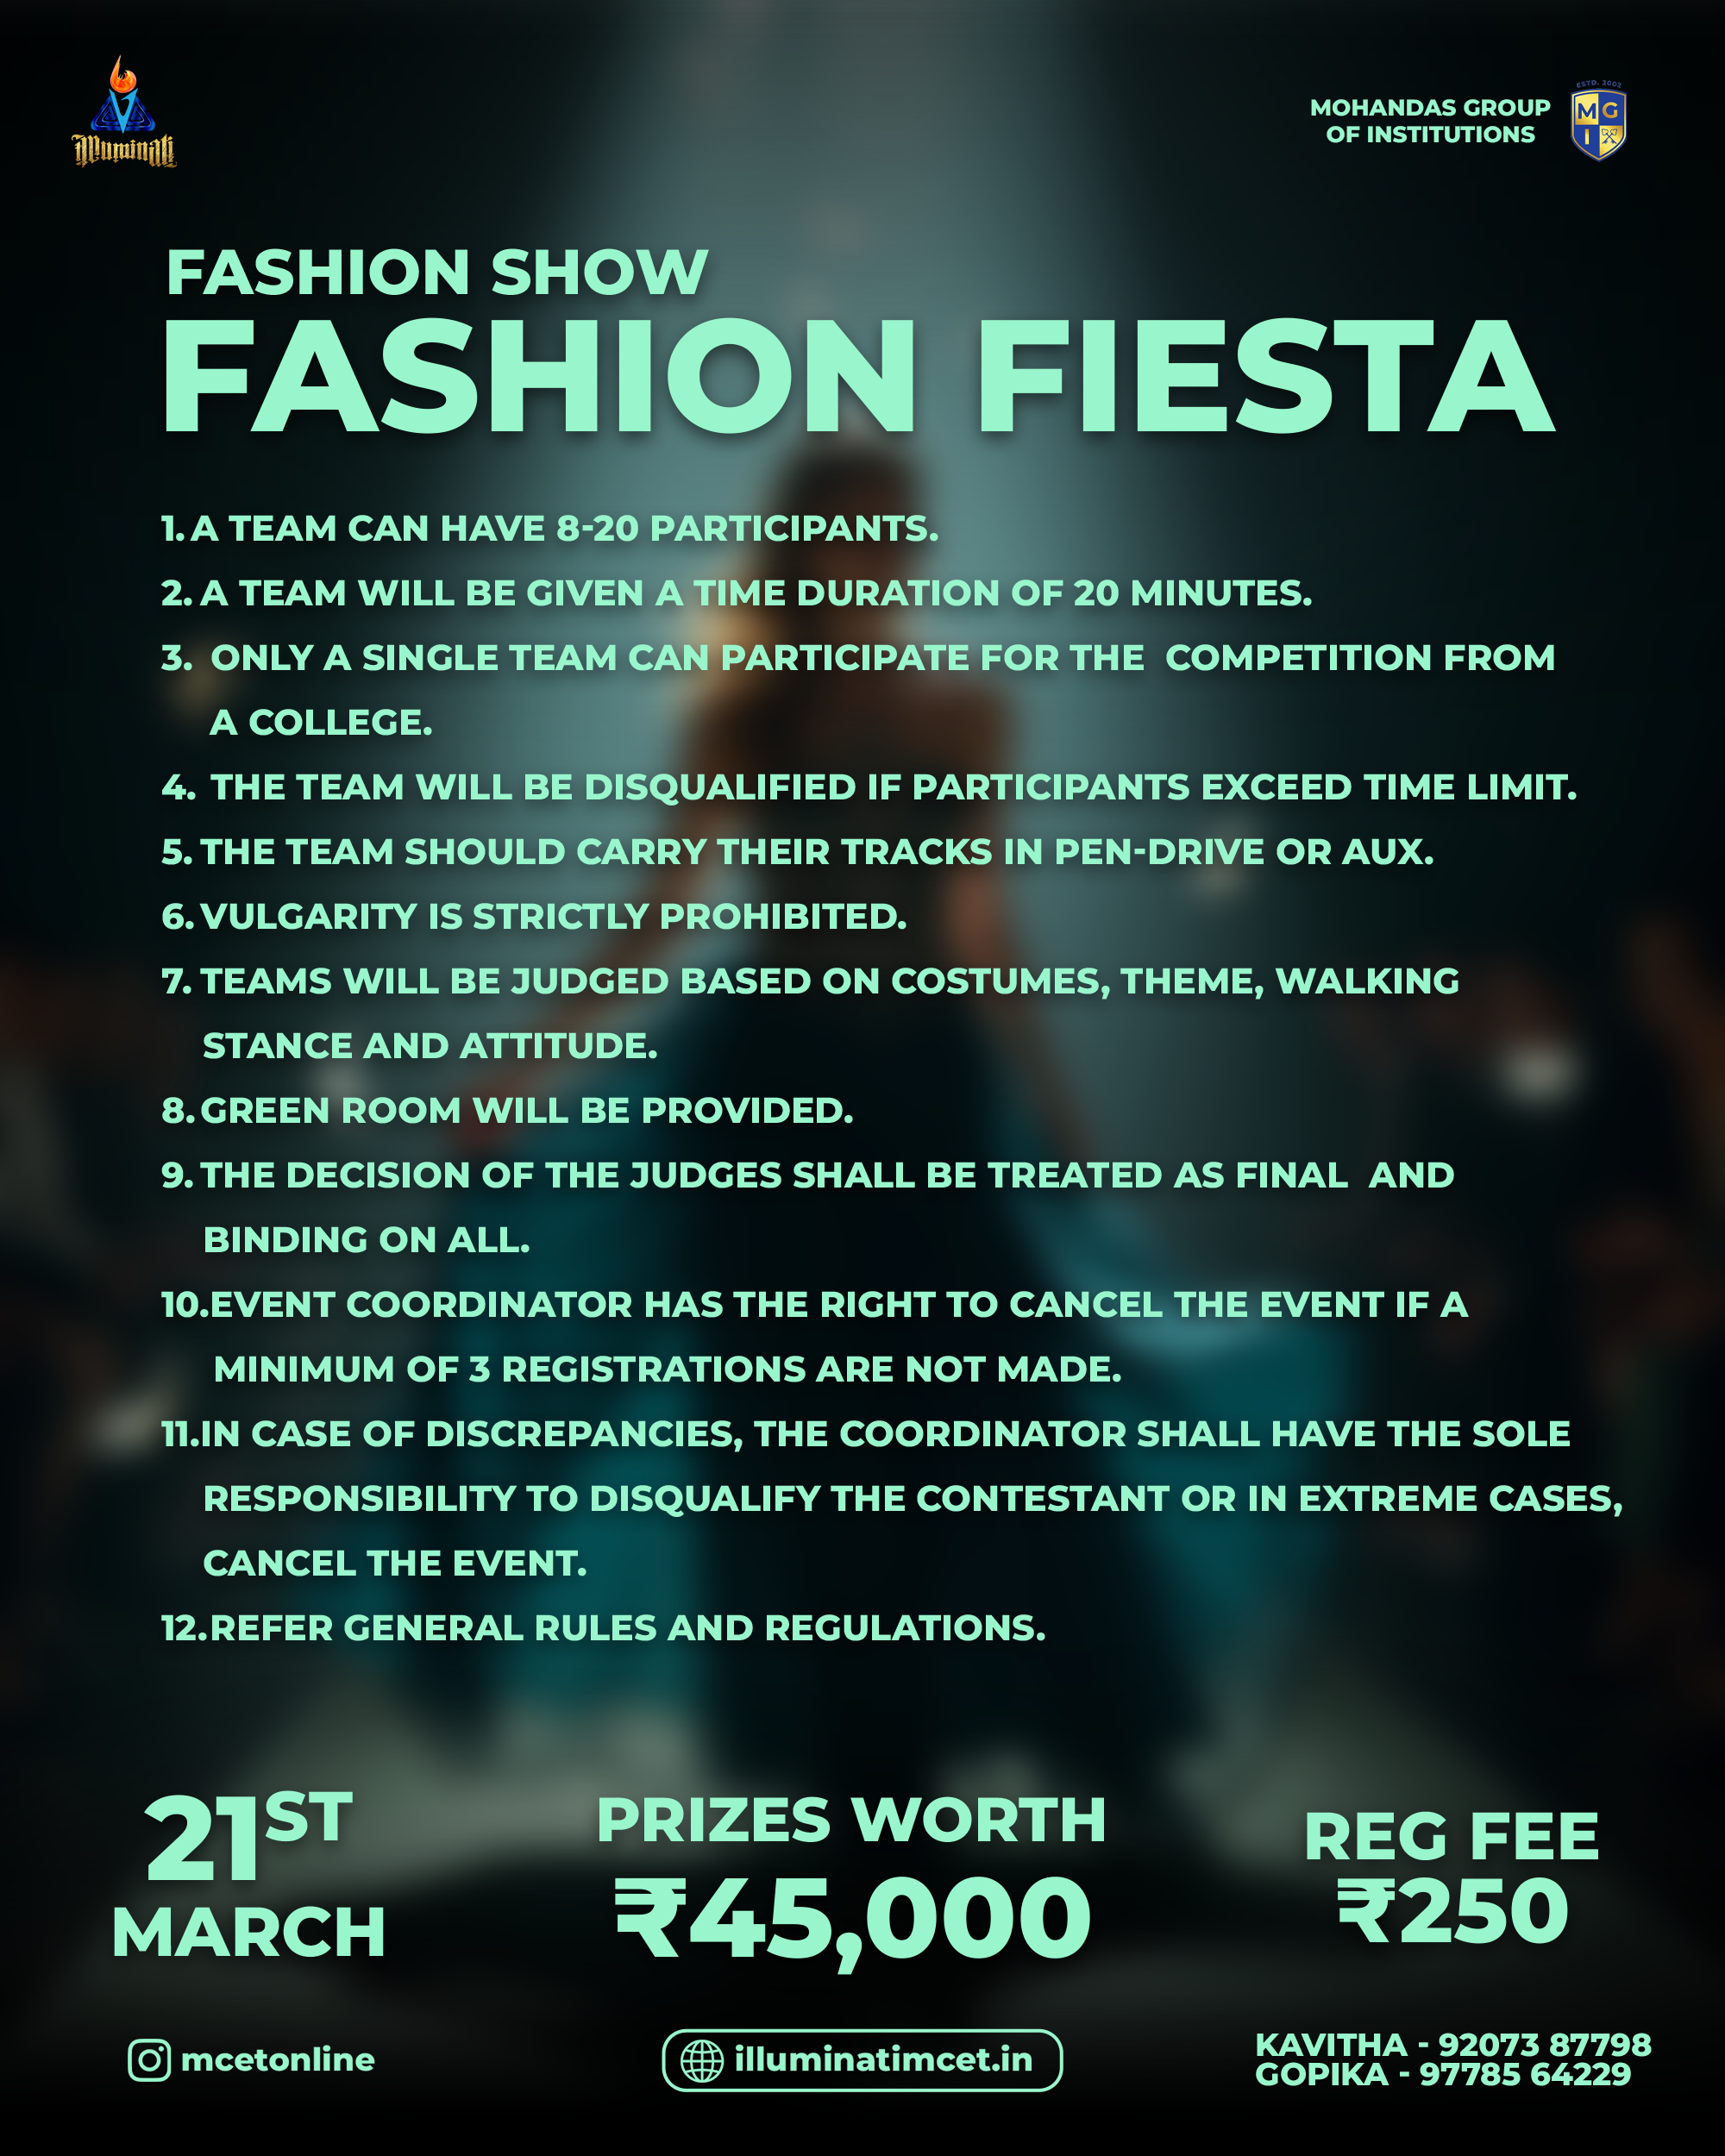 Illuminati
MOHANDAS GROUP
OF INSTITUTIONS
ESTD. 2002
M G
I
FASHION SHOW
FASHION FIESTA
1. A TEAM CAN HAVE 8-20 PARTICIPANTS.
2. A TEAM WILL BE GIVEN A TIME DURATION OF 20 MINUTES.
3. ONLY A SINGLE TEAM CAN PARTICIPATE FOR THE COMPETITION FROM
A COLLEGE.
4. THE TEAM WILL BE DISQUALIFIED IF PARTICIPANTS EXCEED TIME LIMIT.
5. THE TEAM SHOULD CARRY THEIR TRACKS IN PEN-DRIVE OR AUX.
6. VULGARITY IS STRICTLY PROHIBITED.
7. TEAMS WILL BE JUDGED BASED ON COSTUMES, THEME, WALKING
STANCE AND ATTITUDE.
8. GREEN ROOM WILL BE PROVIDED.
9. THE DECISION OF THE JUDGES SHALL BE TREATED AS FINAL AND
BINDING ON ALL.
10.EVENT COORDINATOR HAS THE RIGHT TO CANCEL THE EVENT IF A
MINIMUM OF 3 REGISTRATIONS ARE NOT MADE.
11.IN CASE OF DISCREPANCIES, THE COORDINATOR SHALL HAVE THE SOLE
RESPONSIBILITY TO DISQUALIFY THE CONTESTANT OR IN EXTREME CASES,
CANCEL THE EVENT.
12.REFER GENERAL RULES AND REGULATIONS.
21ST
MARCH
PRIZES WORTH
₹45,000
REG FEE
₹250
mcetonline
illuminatimcet.in
KAVITHA - 92073 87798
GOPIKA - 97785 64229